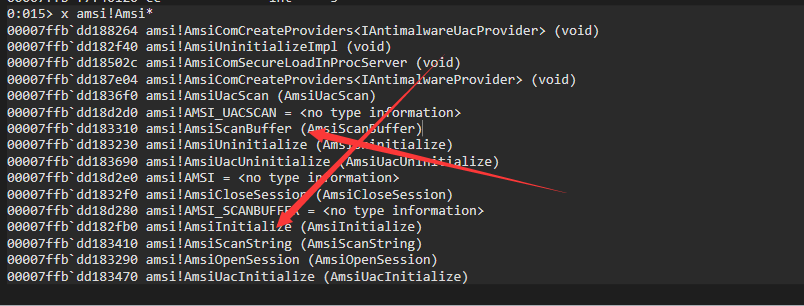 0:015> x amsi!Amsi*
00007ffb`dd188264 amsi!AmsiComCreateProviders<IAntimalwareUacProvider> (void)
00007ffb`dd182f40 amsi!AmsiUninitializeImpl (void)
00007ffb`dd18502c amsi!AmsiComSecureLoadInProcServer (void)
00007ffb`dd187e04 amsi!AmsiComCreateProviders<IAntimalwareProvider> (void)
00007ffb`dd1836f0 amsi!AmsiUacScan (AmsiUacScan)
00007ffb`dd18d2d0 amsi!AMSI_UACSCAN = <no type information>
00007ffb`dd183310 amsi!AmsiScanBuffer (AmsiScanBuffer)
00007ffb`dd183230 amsi!AmsiUninitialize (AmsiUninitialize)
00007ffb`dd183690 amsi!AmsiUacUninitialize (AmsiUacUninitialize)
00007ffb`dd18d2e0 amsi!AMSI = <no type information>
00007ffb`dd1832f0 amsi!AmsiCloseSession (AmsiCloseSession)
00007ffb`dd18d280 amsi!AMSI_SCANBUFFER = <no type information>
00007ffb`dd182fb0 amsi!AmsiInitialize (AmsiInitialize)
00007ffb`dd183410 amsi!AmsiScanString (AmsiScanString)
00007ffb`dd183290 amsi!AmsiOpenSession (AmsiOpenSession)
00007ffb`dd183470 amsi!AmsiUacInitialize (AmsiUacInitialize)